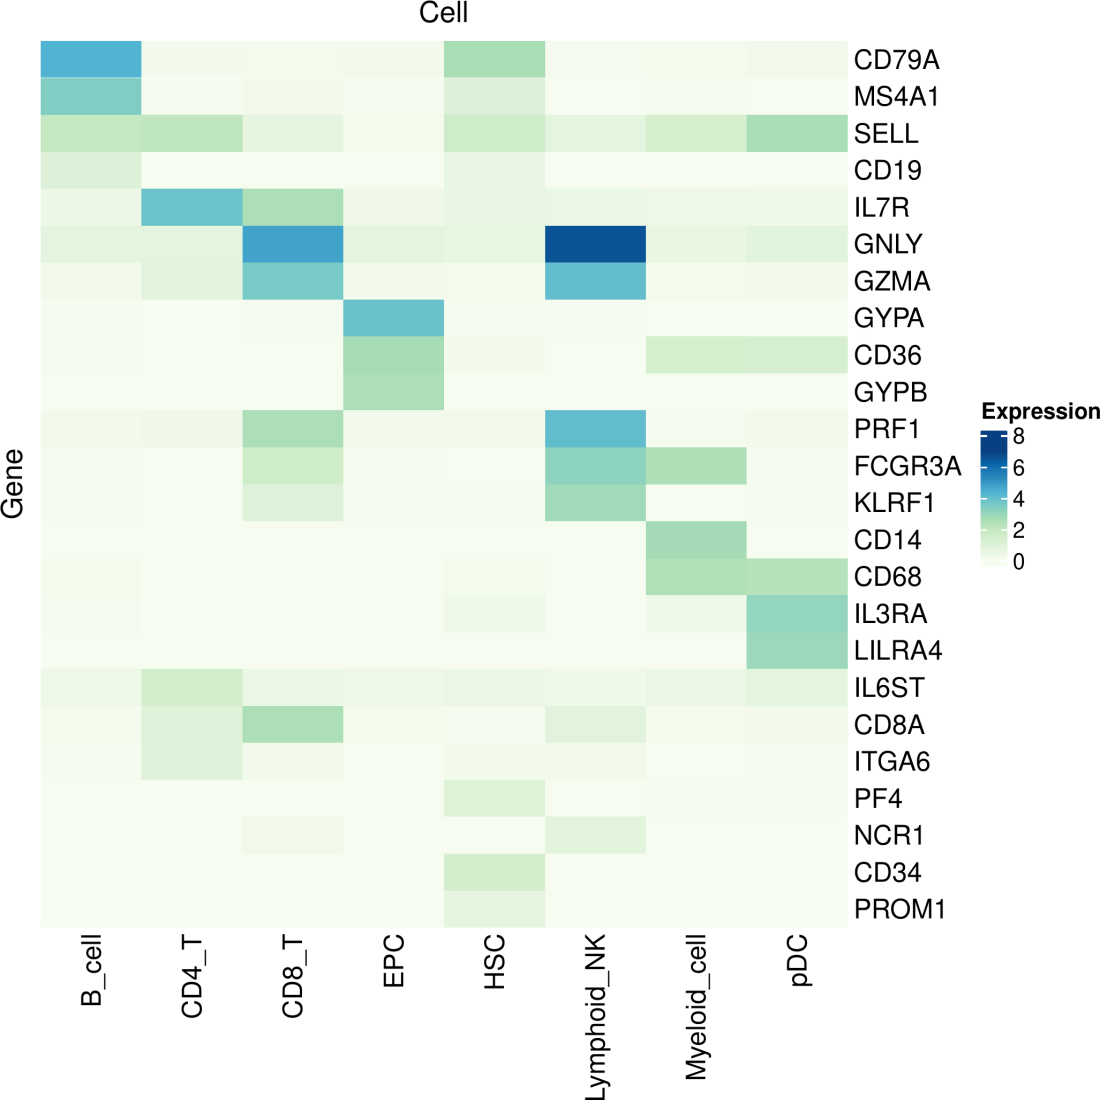 Cell
CD79A
MS4A1
SELL
CD19
IL7R
GNLY
GZMA
GYPA
CD36
GYPB
PRF1
FCGR3A
KLRF1
CD14
CD68
IL3RA
LILRA4
IL6ST
CD8A
ITGA6
PF4
NCR1
CD34
PROM1
Gene
Expression
8
6
4
2
0
B_cell
CD4_T
CD8_T
EPC
HSC
Lymphoid_NK
Myeloid_cell
pDC